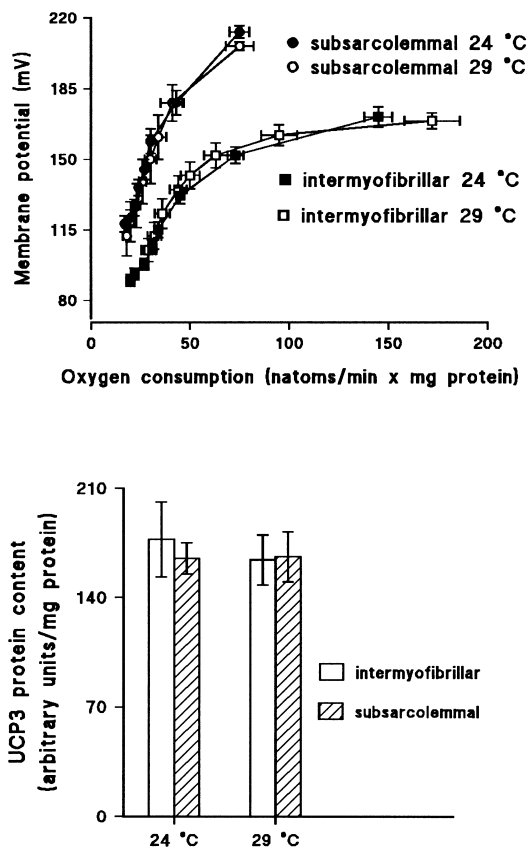 220
185
150
115
80
Membrane potential (mV)
subsarcolemmal 24 °C
subsarcolemmal 29 °C
intermyofibrillar 24 °C
intermyofibrillar 29 °C
0 50 100 150 200
Oxygen consumption (natoms/min x mg protein)
210
140
70
0
UCP3 protein content
(arbitrary units/mg protein)
intermyofibrillar
subsarcolemmal
24 °C 29 °C